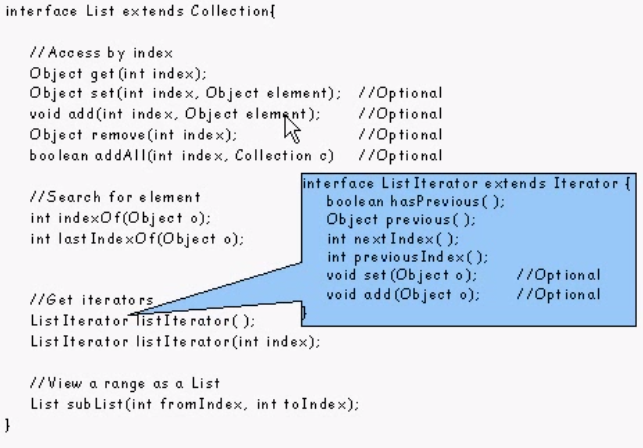 interface List extends Collection{
//Access by index
Object get(int index);
Object set(int index, Object element); //Optional
void add(int index, Object element); //Optional
Object remove(int index); //Optional
boolean addAll(int index, Collection c) //Optional
//Search for element
int indexOf(Object o);
int lastIndexOf(Object o);
//Get iterators
ListIterator listIterator( );
ListIterator listIterator(int index);
//View a range as a List
List subList(int fromIndex, int toIndex);
}
interface ListIterator extends Iterator {
boolean hasPrevious( );
Object previous( );
int nextIndex( );
int previousIndex( );
void set(Object o); //Optional
void add(Object o); //Optional
}